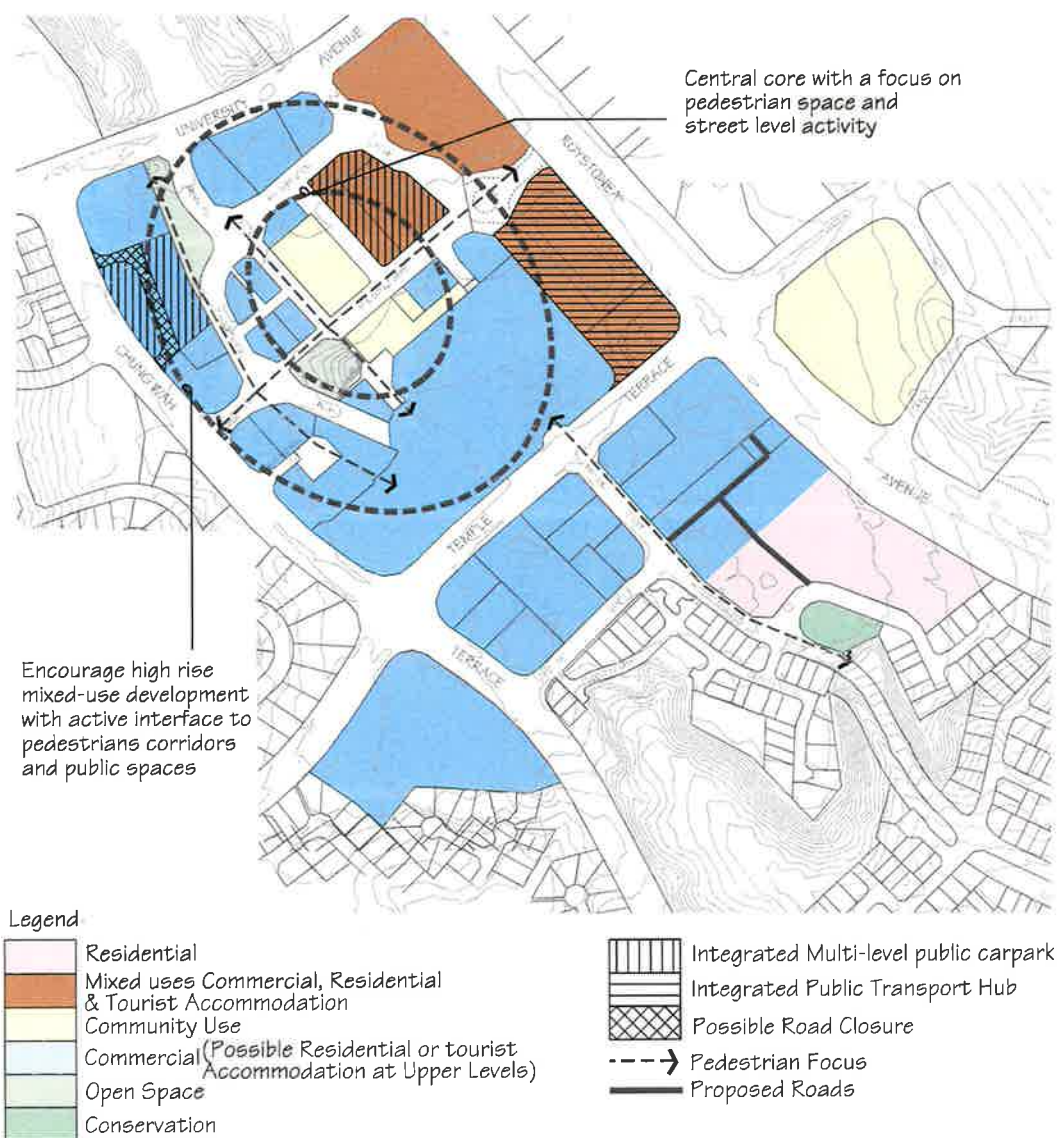 AVENUE
UNIVERSITY
Central core with a focus on
pedestrian space and
street level activity
ROYSTONEA
CHUNG WAH
TERRACE
TEMPLE
AVENUE
TERRACE
Encourage high rise
mixed-use development
with active interface to
pedestrians corridors
and public spaces
Legend
Residential
Mixed uses Commercial, Residential
& Tourist Accommodation
Community Use
Commercial (Possible Residential or tourist
Accommodation at Upper Levels)
Open Space
Conservation
Integrated Multi-level public carpark
Integrated Public Transport Hub
Possible Road Closure
Pedestrian Focus
Proposed Roads